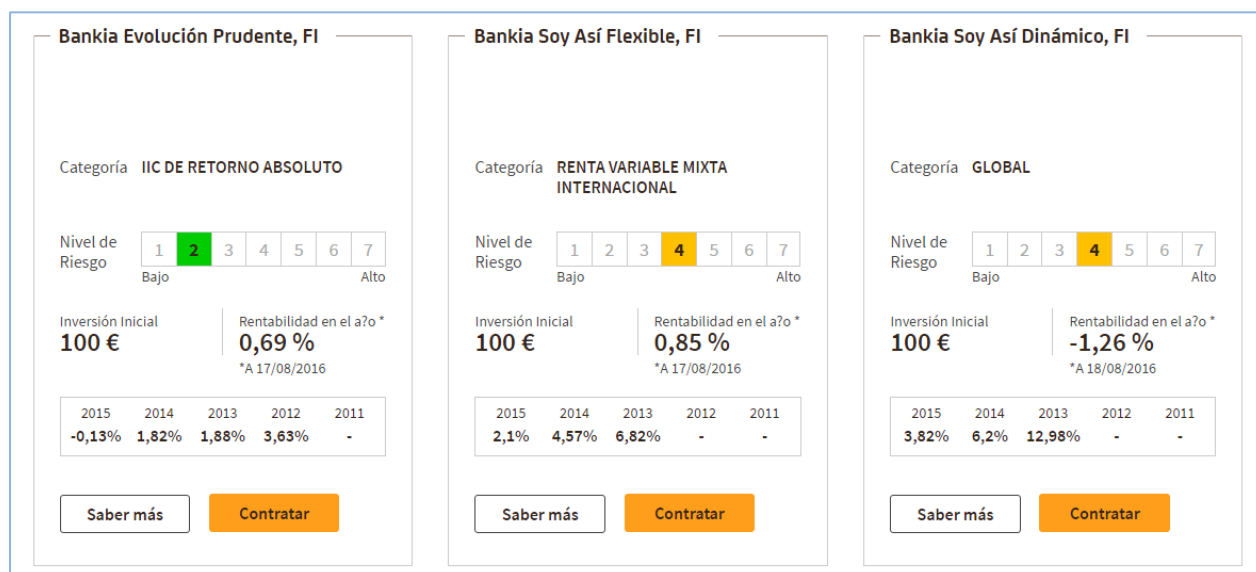 Bankia Evolución Prudente, FI
Categoría IIC DE RETORNO ABSOLUTO
Nivel de
Riesgo
1 2 3 4 5 6 7
Bajo Alto
Inversión Inicial
100 €
Rentabilidad en el a?o *
0,69 %
*A 17/08/2016
2015 2014 2013 2012 2011
-0,13% 1,82% 1,88% 3,63% -
Saber más
Contratar
Bankia Soy Así Flexible, FI
Categoría RENTA VARIABLE MIXTA
INTERNACIONAL
Nivel de
Riesgo
1 2 3 4 5 6 7
Bajo Alto
Inversión Inicial
100 €
Rentabilidad en el a?o *
0,85 %
*A 17/08/2016
2015 2014 2013 2012 2011
2,1% 4,57% 6,82% - -
Saber más
Contratar
Bankia Soy Así Dinámico, FI
Categoría GLOBAL
Nivel de
Riesgo
1 2 3 4 5 6 7
Bajo Alto
Inversión Inicial
100 €
Rentabilidad en el a?o *
-1,26 %
*A 18/08/2016
2015 2014 2013 2012 2011
3,82% 6,2% 12,98% - -
Saber más
Contratar